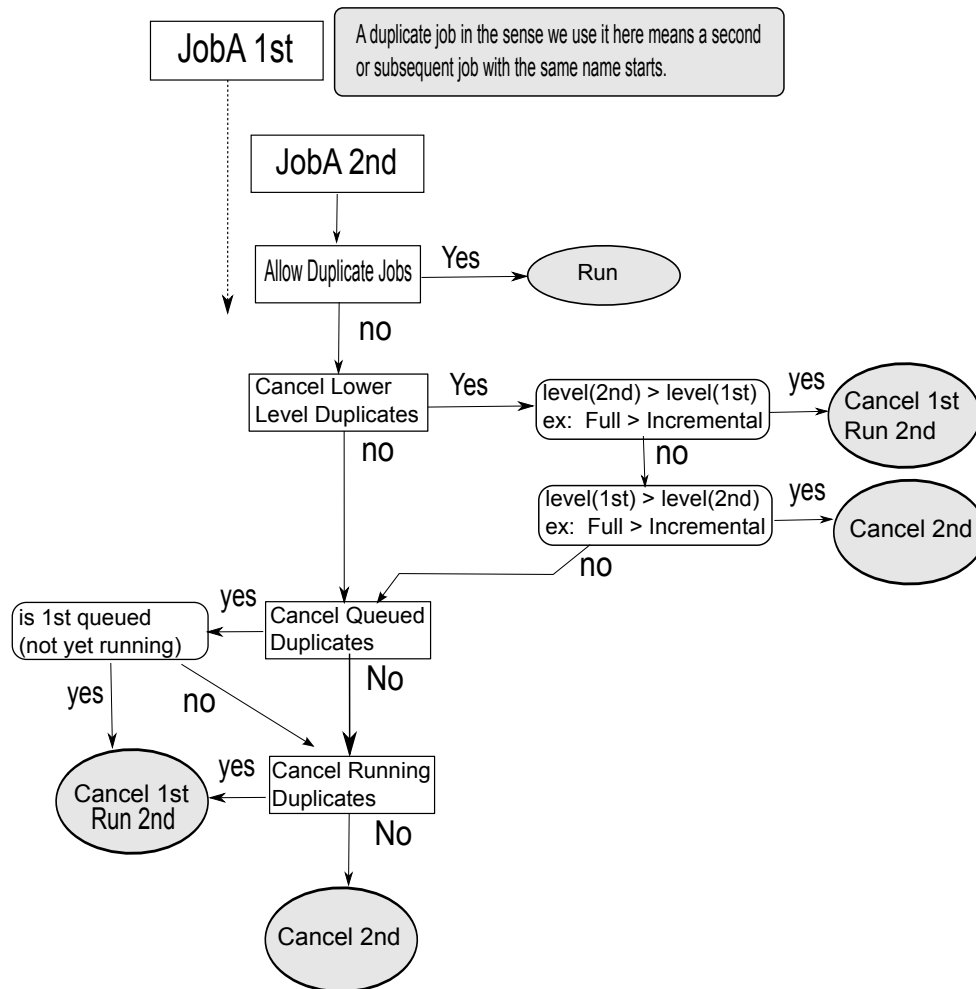 JobA 1st
A duplicate job in the sense we use it here means a second
or subsequent job with the same name starts.
JobA 2nd
Allow Duplicate Jobs
Yes
Run
no
Cancel Lower
Level Duplicates
Yes
level(2nd) > level(1st)
ex:  Full > Incremental
yes
Cancel 1st
Run 2nd
no
no
level(1st) > level(2nd)
ex:  Full > Incremental
yes
Cancel 2nd
no
Cancel Queued
Duplicates
yes
is 1st queued
(not yet running)
No
yes
no
Cancel Running
Duplicates
yes
Cancel 1st
Run 2nd
No
Cancel 2nd